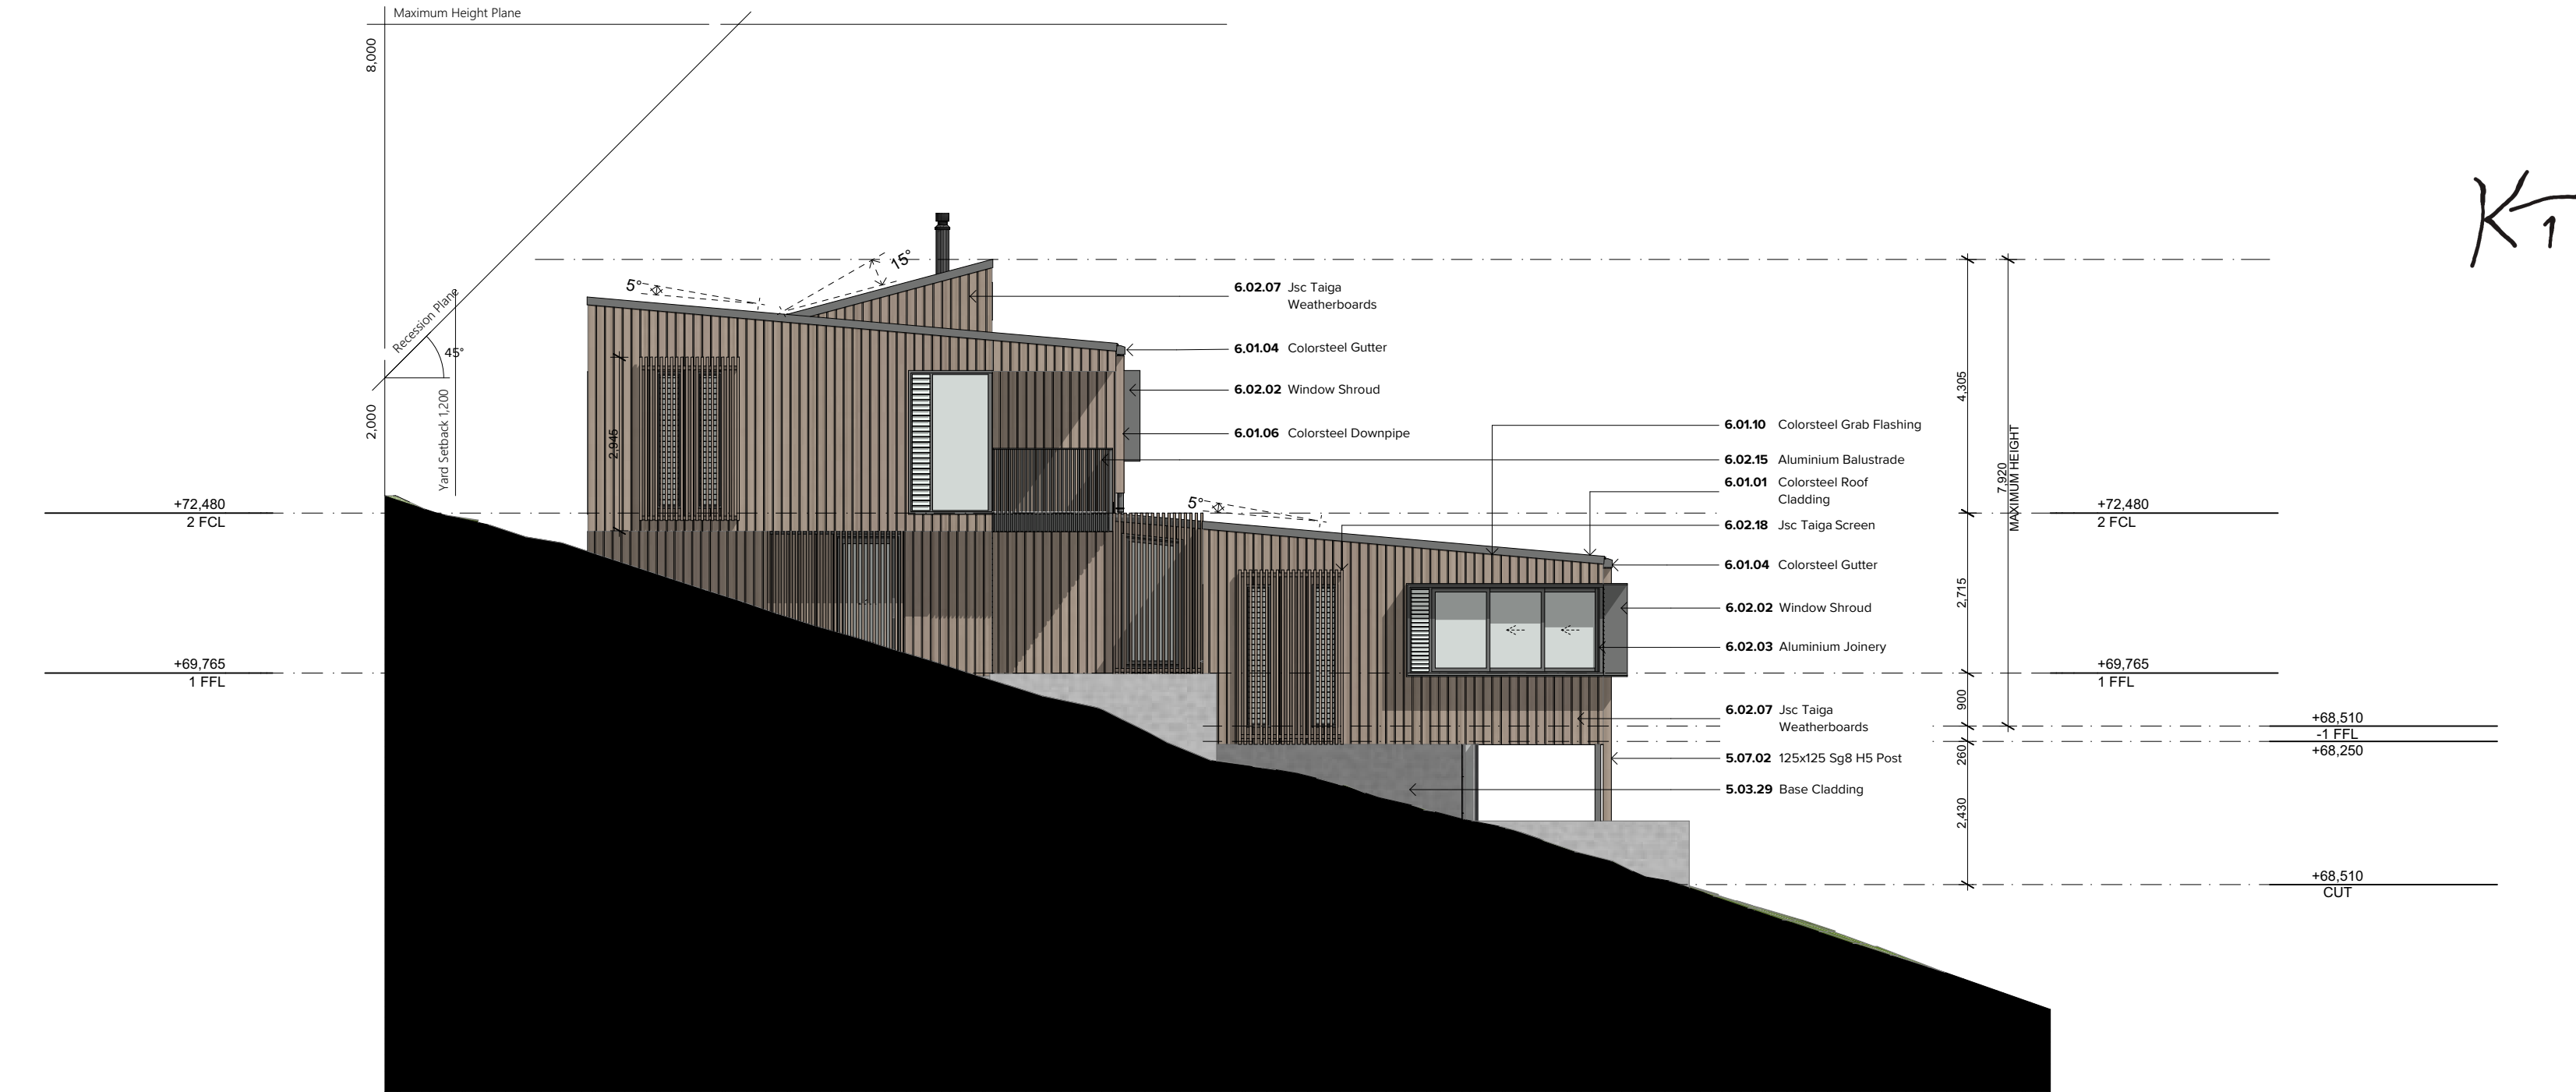 Maximum Height Plane
8,000
Recession Plane
45°
2,000
Yard Setback 1,200
5°
15°
2,945
5°
6.02.07 Jsc Taiga
Weatherboards
6.01.04 Colorsteel Gutter
6.02.02 Window Shroud
6.01.06 Colorsteel Downpipe
6.01.10 Colorsteel Grab Flashing
6.02.15 Aluminium Balustrade
6.01.01 Colorsteel Roof
Cladding
6.02.18 Jsc Taiga Screen
6.01.04 Colorsteel Gutter
6.02.02 Window Shroud
6.02.03 Aluminium Joinery
6.02.07 Jsc Taiga
Weatherboards
5.07.02 125x125 Sg8 H5 Post
5.03.29 Base Cladding
4,305
2,715
900
260
2,430
7,920
MAXIMUM HEIGHT
+72,480
2 FCL
+69,765
1 FFL
+72,480
2 FCL
+69,765
1 FFL
+68,510
-1 FFL
+68,250
+68,510
CUT